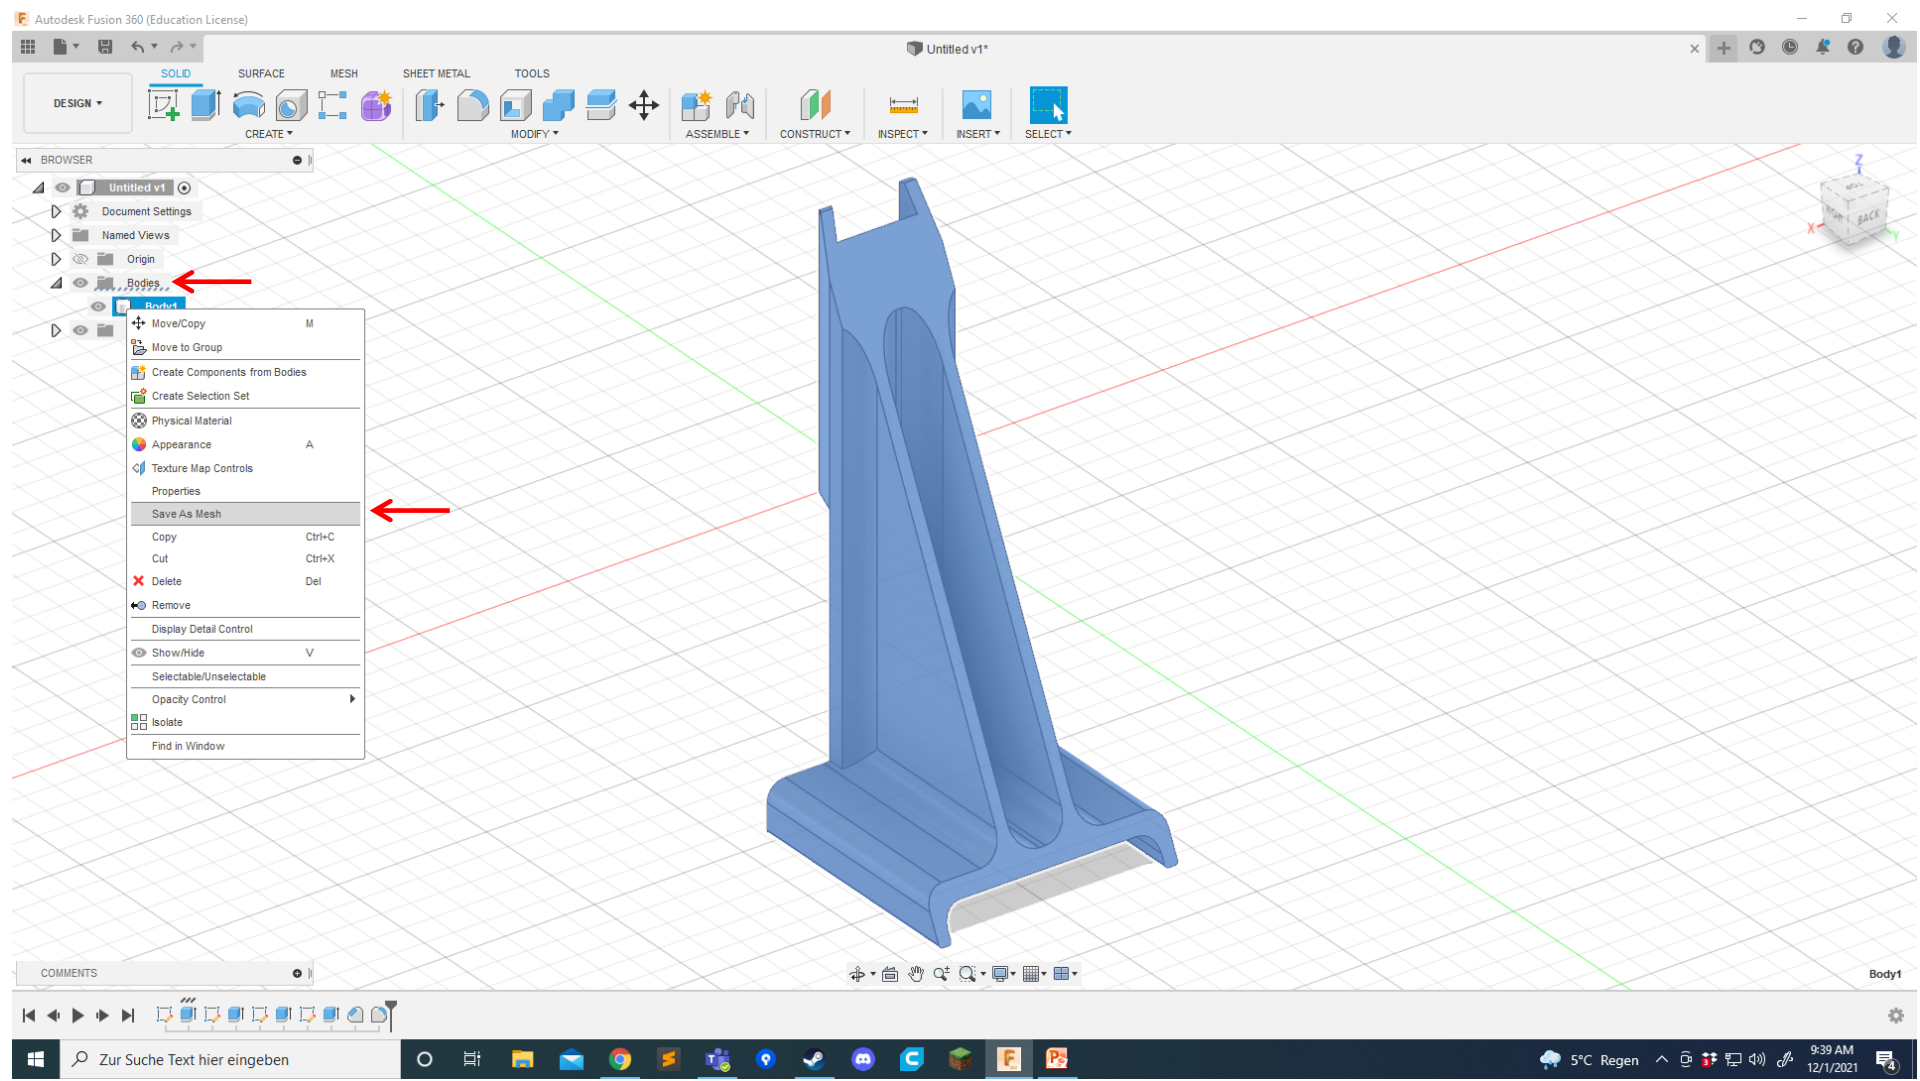 Autodesk Fusion 360 (Education License)
Untitled v1*
SOLID SURFACE MESH SHEET METAL TOOLS
DESIGN
CREATE MODIFY ASSEMBLE CONSTRUCT INSPECT INSERT SELECT
BROWSER
Untitled v1
Document Settings
Named Views
Origin
Bodies
Body1
Move/Copy M
Move to Group
Create Components from Bodies
Create Selection Set
Physical Material
Appearance A
Texture Map Controls
Properties
Save As Mesh
Copy Ctrl+C
Cut Ctrl+X
Delete Del
Remove
Display Detail Control
Show/Hide V
Selectable/Unselectable
Opacity Control
Isolate
Find in Window
Z
BACK
X
Y
COMMENTS
Body1
Zur Suche Text hier eingeben
5°C Regen
9:39 AM
12/1/2021
4